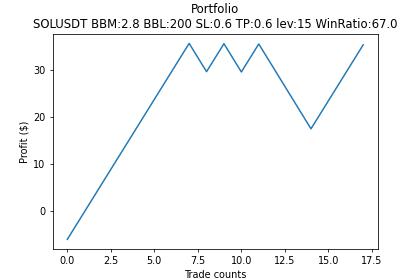 Portfolio
SOLUSDT BBM:2.8 BBL:200 SL:0.6 TP:0.6 lev:15 WinRatio:67.0
30
20
10
0
Profit ($)
0.0 2.5 5.0 7.5 10.0 12.5 15.0 17.5
Trade counts